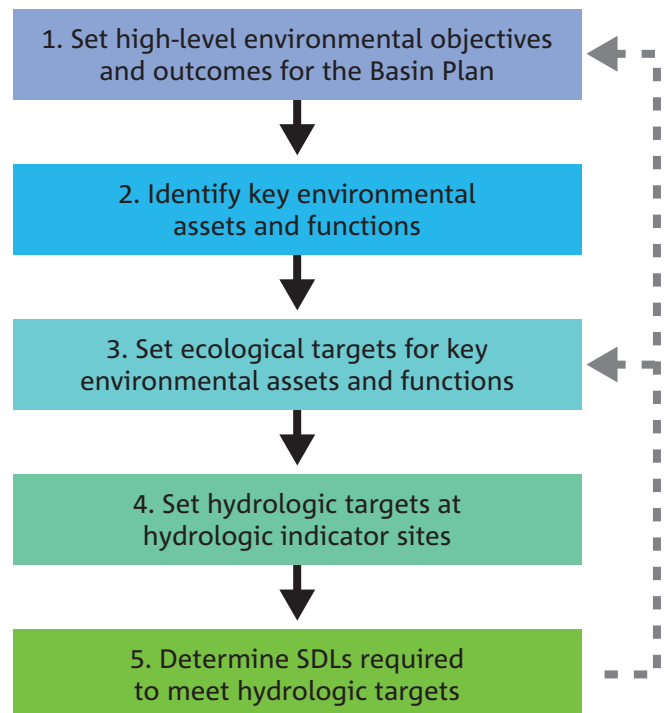 1. Set high-level environmental objectives
and outcomes for the Basin Plan
2. Identify key environmental
assets and functions
3. Set ecological targets for key
environmental assets and functions
4. Set hydrologic targets at
hydrologic indicator sites
5. Determine SDLs required
to meet hydrologic targets